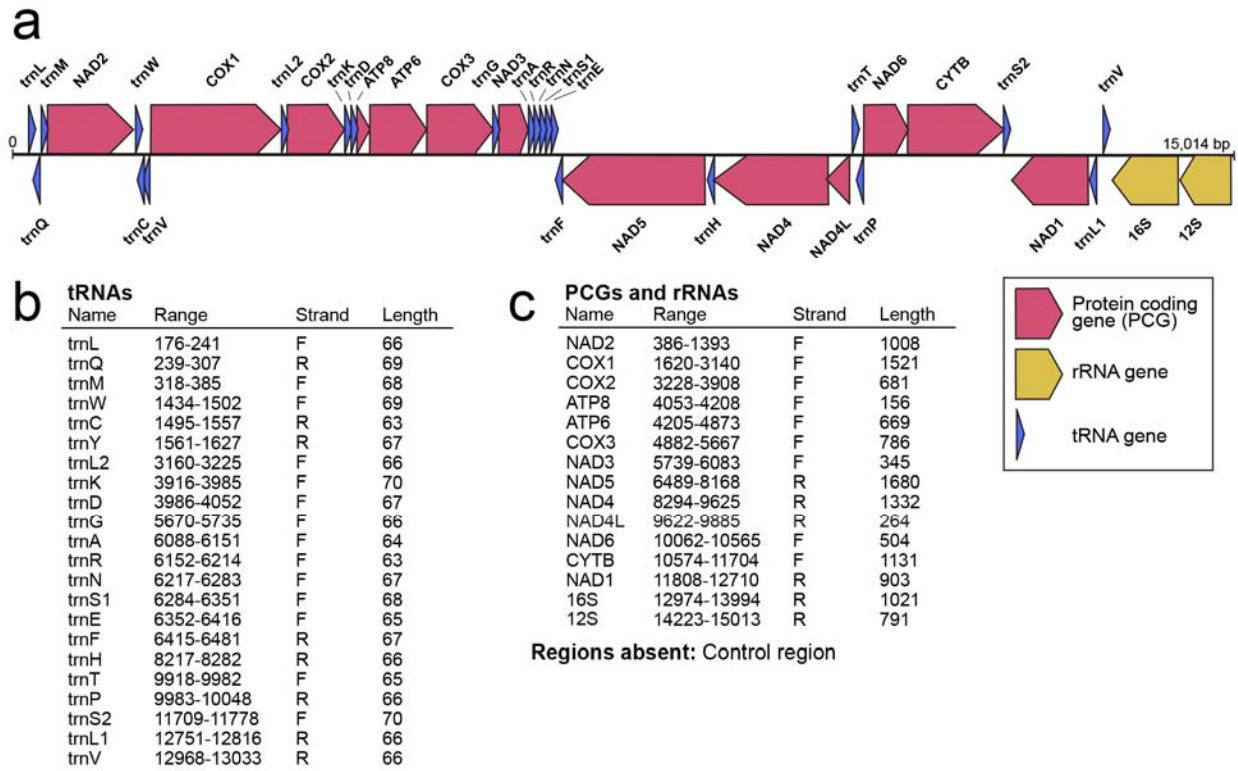 a
trnL trnM NAD2 trnW COX1 trnL2 COX2 trnK trnD ATP8 ATP6 COX3 trnG NAD3 trnA trnR trnN trnS1 trnE trnT NAD6 CYTB trnS2 trnV
0 15,014 bp
trnQ trnC trnV trnF NAD5 trnH NAD4 NAD4L trnP NAD1 trnL1 16S 12S
b tRNAs
Name Range Strand Length
trnL 176-241 F 66
trnQ 239-307 R 69
trnM 318-385 F 68
trnW 1434-1502 F 69
trnC 1495-1557 R 63
trnY 1561-1627 R 67
trnL2 3160-3225 F 66
trnK 3916-3985 F 70
trnD 3986-4052 F 67
trnG 5670-5735 F 66
trnA 6088-6151 F 64
trnR 6152-6214 F 63
trnN 6217-6283 F 67
trnS1 6284-6351 F 68
trnE 6352-6416 F 65
trnF 6415-6481 R 67
trnH 8217-8282 R 66
trnT 9918-9982 F 65
trnP 9983-10048 R 66
trnS2 11709-11778 F 70
trnL1 12751-12816 R 66
trnV 12968-13033 R 66
c PCGs and rRNAs
Name Range Strand Length
NAD2 386-1393 F 1008
COX1 1620-3140 F 1521
COX2 3228-3908 F 681
ATP8 4053-4208 F 156
ATP6 4205-4873 F 669
COX3 4882-5667 F 786
NAD3 5739-6083 F 345
NAD5 6489-8168 R 1680
NAD4 8294-9625 R 1332
NAD4L 9622-9885 R 264
NAD6 10062-10565 F 504
CYTB 10574-11704 F 1131
NAD1 11808-12710 R 903
16S 12974-13994 R 1021
12S 14223-15013 R 791
Regions absent: Control region
Protein coding
gene (PCG)
rRNA gene
tRNA gene